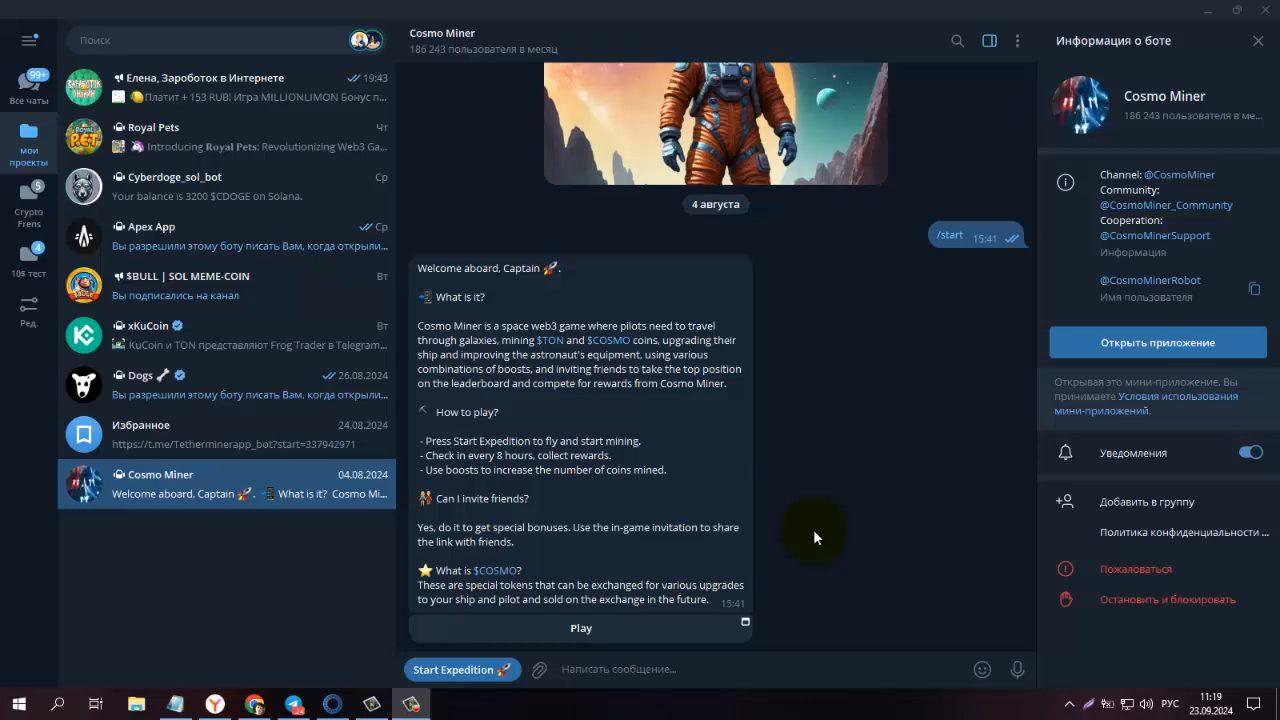 Поиск
99+
Все чаты
мои
проекты
5
Crypto
Frens
4
10$ тест
Ред.
Елена, Зароботок в Интернете
19:43
Платит + 153 RUB! Игра MILLIONLIMON Бонус п...
Royal Pets
Чт
Introducing Royal Pets: Revolutionizing Web3 Ga...
Cyberdoge_sol_bot
Ср
Your balance is 3200 $CDOGE on Solana.
Apex App
Ср
Вы разрешили этому боту писать Вам, когда открыли...
$BULL | SOL MEME-COIN
Вт
Вы подписались на канал
xKuCoin
Вт
KuCoin и TON представляют Frog Trader в Telegram...
Dogs
26.08.2024
Вы разрешили этому боту писать Вам, когда открыли...
Избранное
24.08.2024
https://t.me/Tetherminerapp_bot?start=337942971
Cosmo Miner
04.08.2024
Welcome aboard, Captain 🚀. What is it? Cosmo Mi...
Cosmo Miner
186 243 пользователя в месяц
4 августа
/start 15:41
Welcome aboard, Captain 🚀.
📲 What is it?
Cosmo Miner is a space web3 game where pilots need to travel
through galaxies, mining $TON and $COSMO coins, upgrading their
ship and improving the astronaut's equipment, using various
combinations of boosts, and inviting friends to take the top position
on the leaderboard and compete for rewards from Cosmo Miner.
⛏ How to play?
- Press Start Expedition to fly and start mining.
- Check in every 8 hours, collect rewards.
- Use boosts to increase the number of coins mined.
Can I invite friends?
Yes, do it to get special bonuses. Use the in-game invitation to share
the link with friends.
⭐ What is $COSMO?
These are special tokens that can be exchanged for various upgrades
to your ship and pilot and sold on the exchange in the future. 15:41
Play
Start Expedition 🚀
Написать сообщение...
Информация о боте
Cosmo Miner
186 243 пользователя в ме...
Channel: @CosmoMiner
Community:
@CosmoMiner_Community
Cooperation:
@CosmoMinerSupport
Информация
@CosmoMinerRobot
Имя пользователя
Открыть приложение
Открывая это мини-приложение, Вы
принимаете Условия использования
мини-приложений.
Уведомления
Добавить в группу
Политика конфиденциальности ...
Пожаловаться
Остановить и блокировать
24
РУС
11:19
23.09.2024